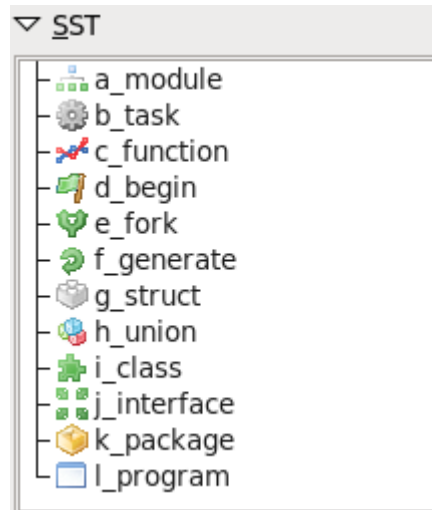 SST
a_module
b_task
c_function
d_begin
e_fork
f_generate
g_struct
h_union
i_class
j_interface
k_package
l_program